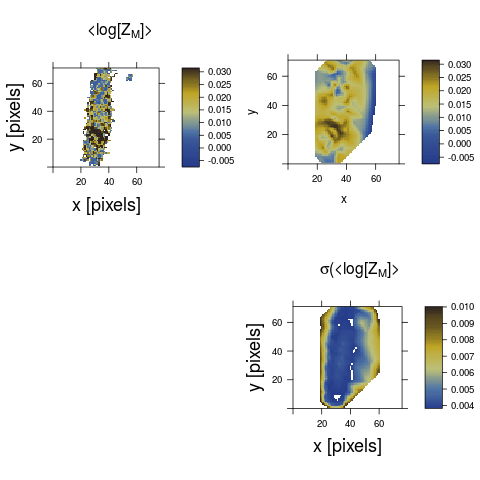 <log[Z_M]>
60
40
20
20 40 60
x [pixels]
y [pixels]
0.030
0.025
0.020
0.015
0.010
0.005
0.000
-0.005
60
40
20
20 40 60
x
y
0.030
0.025
0.020
0.015
0.010
0.005
0.000
-0.005
σ(<log[Z_M]>
60
40
20
20 40 60
x [pixels]
y [pixels]
0.010
0.009
0.008
0.007
0.006
0.005
0.004